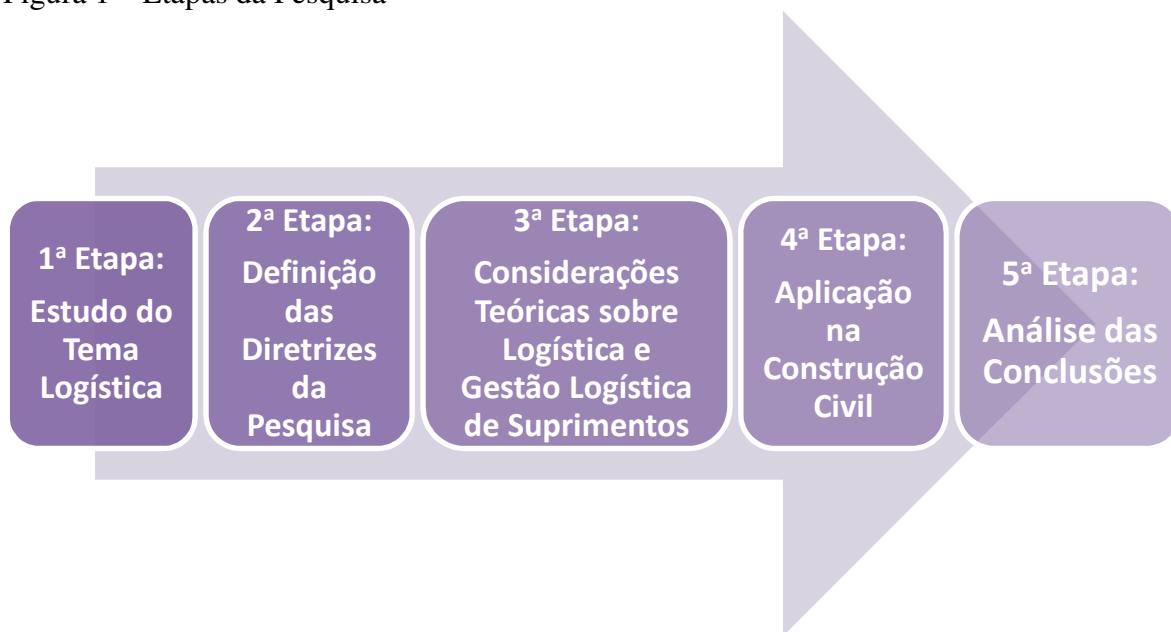 Figura 1 – Etapas da Pesquisa
1ª Etapa:
Estudo do
Tema
Logística
2ª Etapa:
Definição
das
Diretrizes
da
Pesquisa
3ª Etapa:
Considerações
Teóricas sobre
Logística e
Gestão Logística
de Suprimentos
4ª Etapa:
Aplicação
na
Construção
Civil
5ª Etapa:
Análise das
Conclusões